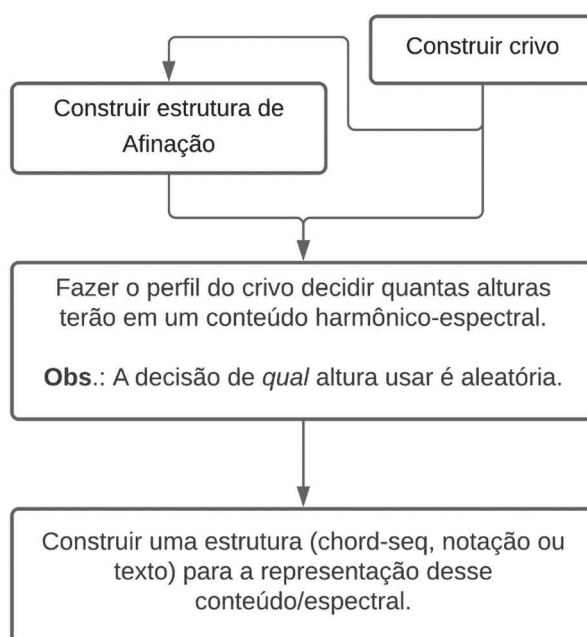 Construir crivo
Construir estrutura de
Afinação
Fazer o perfil do crivo decidir quantas alturas
terão em um conteúdo harmônico-espectral.
Obs.: A decisão de qual altura usar é aleatória.
Construir uma estrutura (chord-seq, notação ou
texto) para a representação desse
conteúdo/espectral.